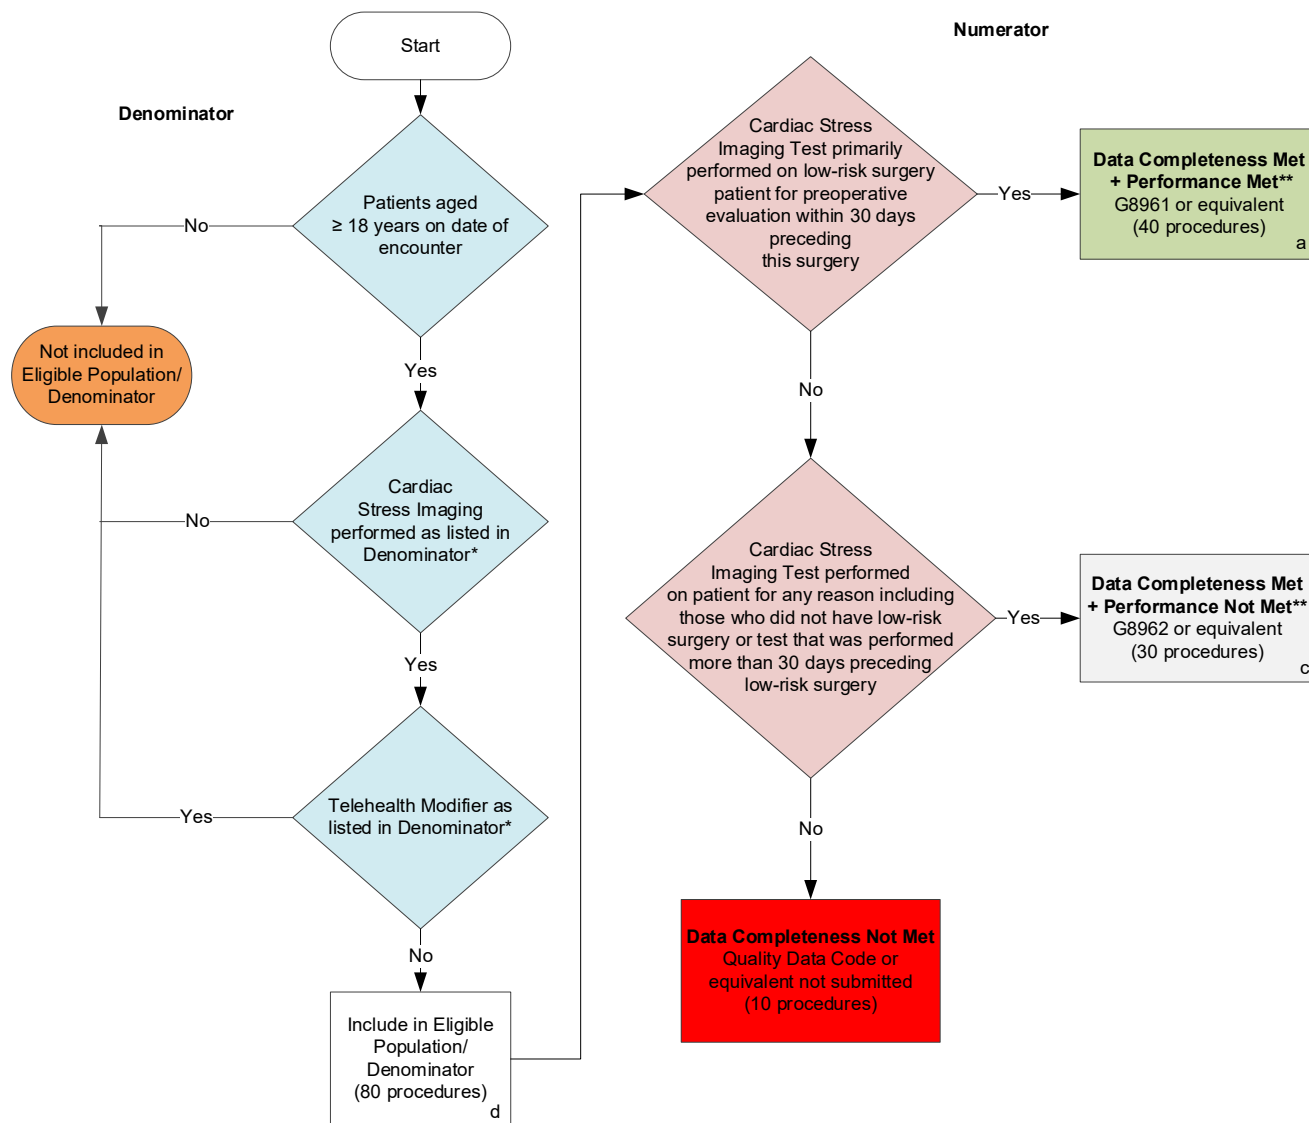 Start
Denominator
Patients aged
≥ 18 years on date of
encounter
No
Not included in
Eligible Population/
Denominator
Yes
Cardiac
Stress Imaging
performed as listed in
Denominator*
No
Yes
Telehealth Modifier as
listed in Denominator*
Yes
No
Include in Eligible
Population/
Denominator
(80 procedures)
d
Numerator
Cardiac Stress
Imaging Test primarily
performed on low-risk surgery
patient for preoperative
evaluation within 30 days
preceding
this surgery
Yes
Data Completeness Met
+ Performance Met**
G8961 or equivalent
(40 procedures)
a
No
Cardiac Stress
Imaging Test performed
on patient for any reason including
those who did not have low-risk
surgery or test that was performed
more than 30 days preceding
low-risk surgery
Yes
Data Completeness Met
+ Performance Not Met**
G8962 or equivalent
(30 procedures)
c
No
Data Completeness Not Met
Quality Data Code or
equivalent not submitted
(10 procedures)